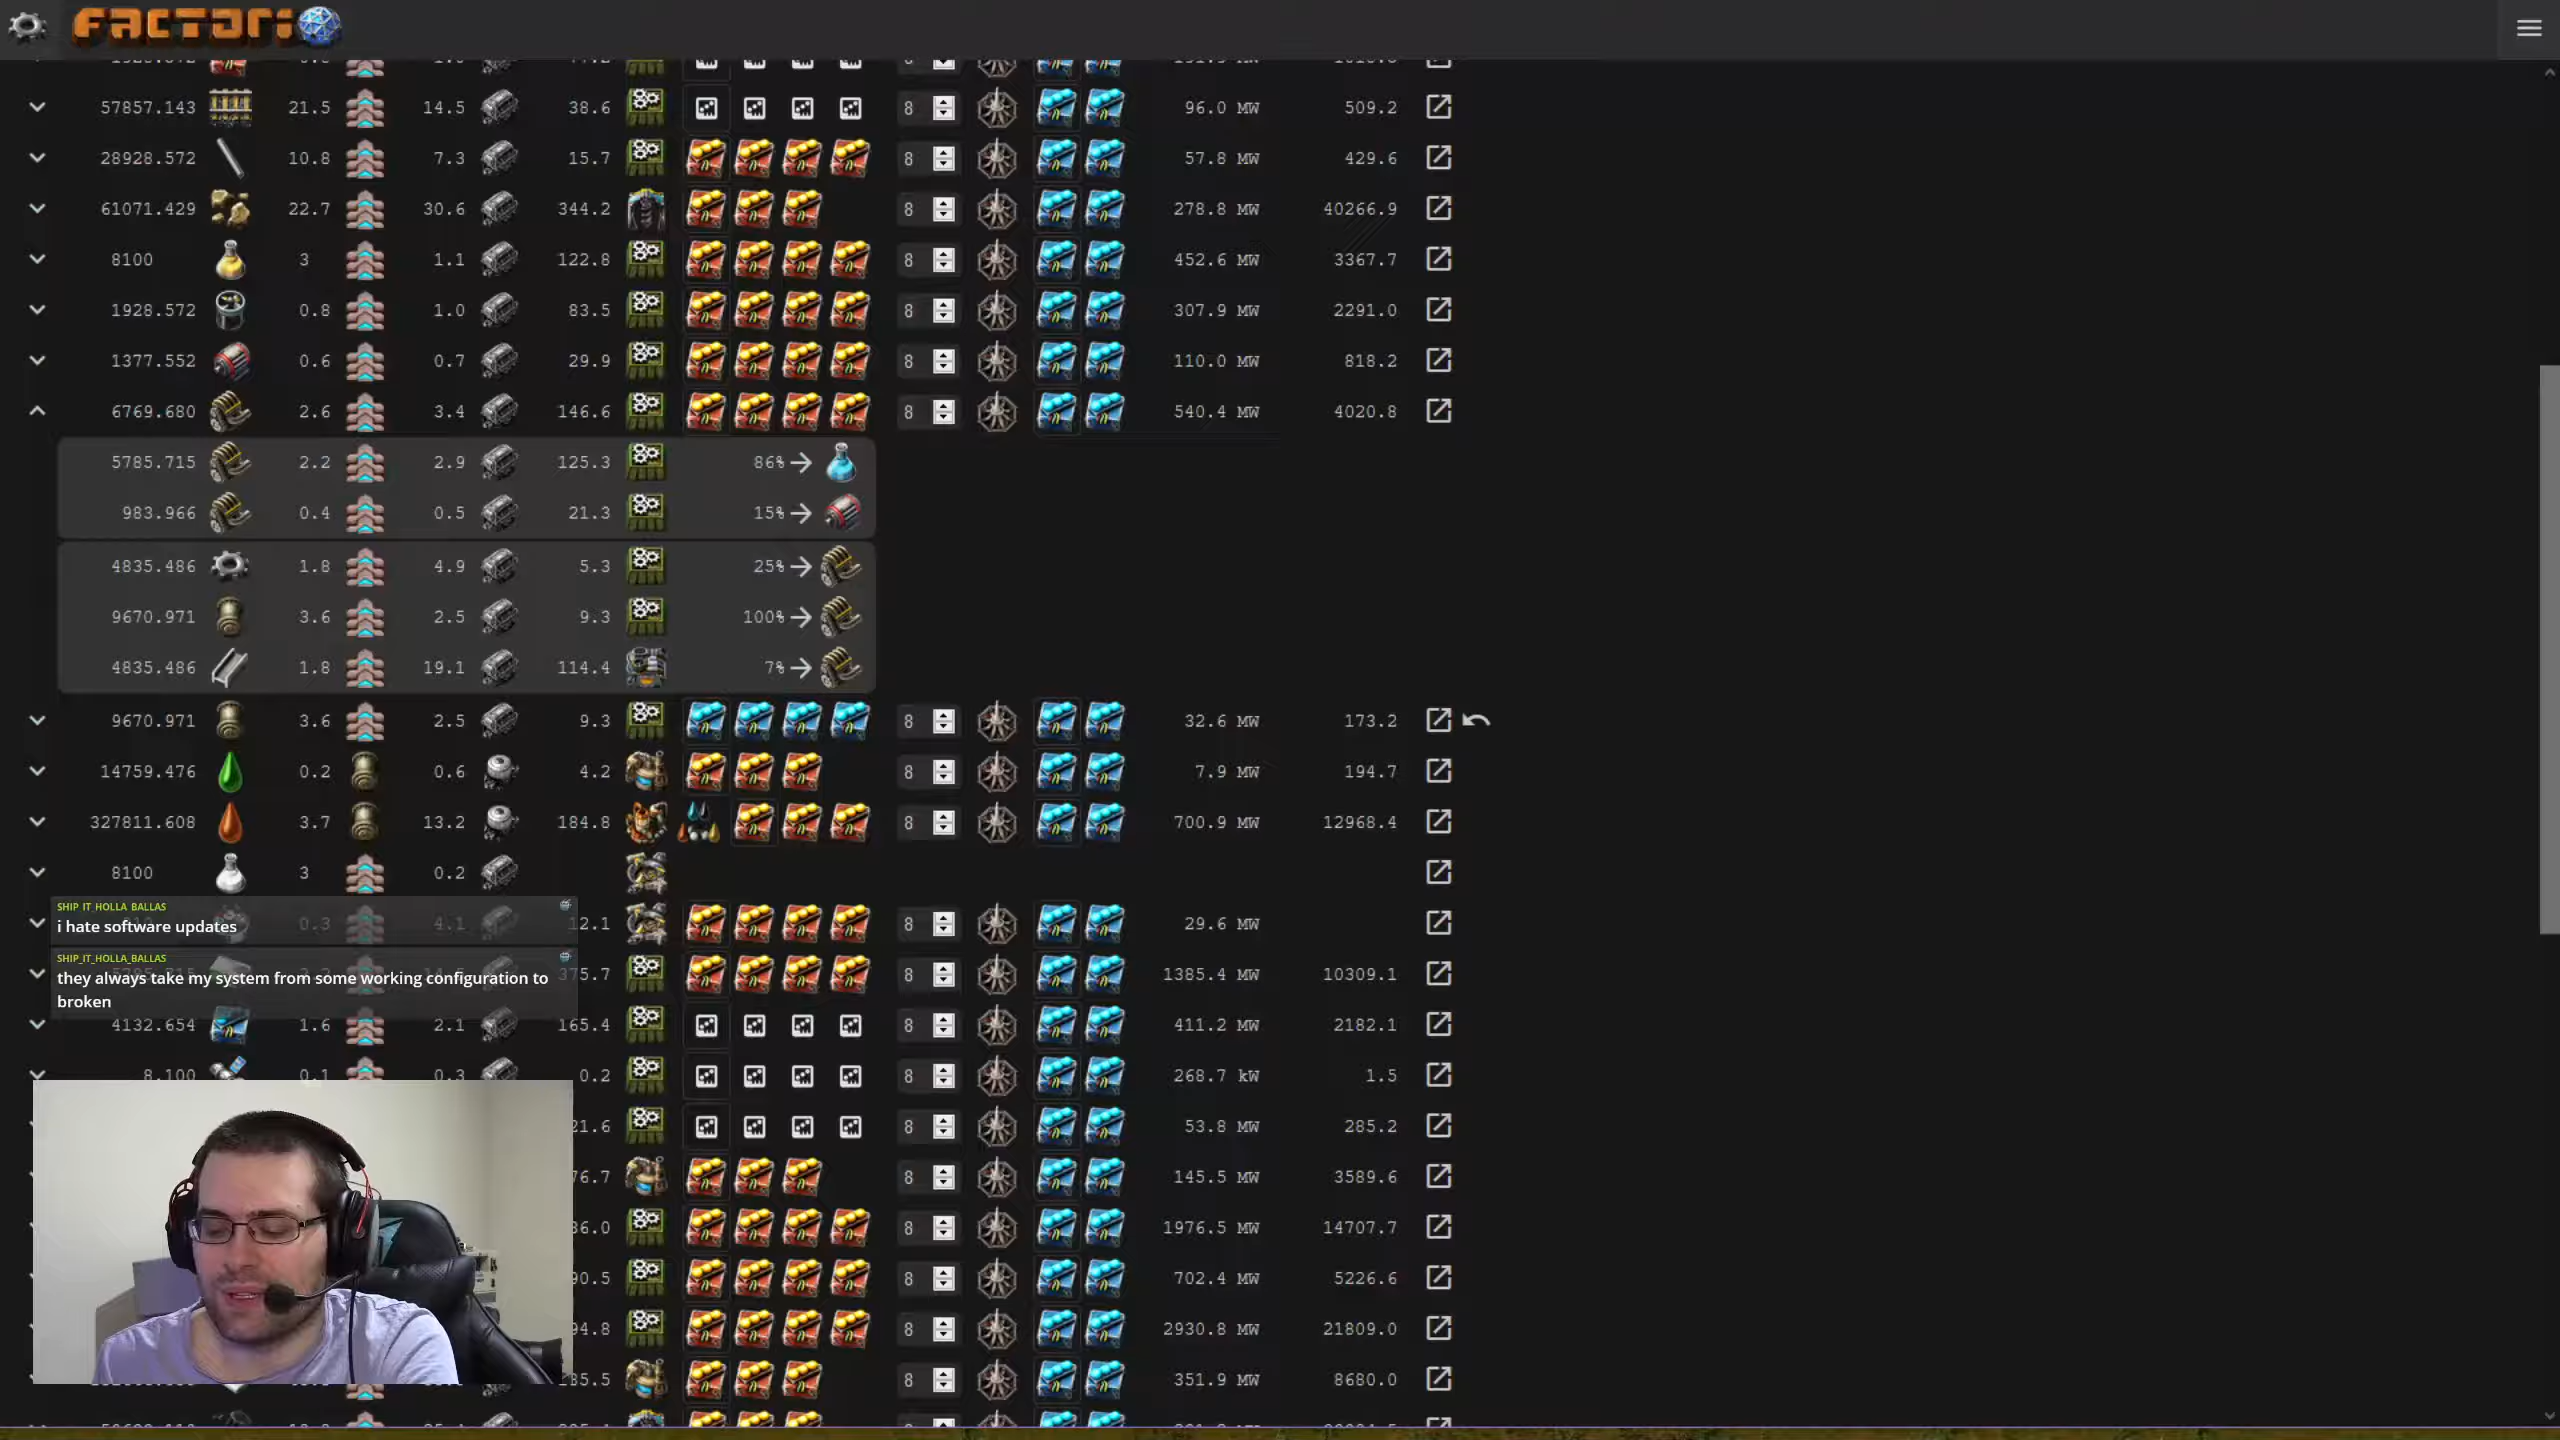 FACTORIO
57857.143 21.5 14.5 38.6 8 96.0 MW 509.2
28928.572 10.8 7.3 15.7 8 57.8 MW 429.6
61071.429 22.7 30.6 344.2 8 278.8 MW 40266.9
8100 3 1.1 122.8 8 452.6 MW 3367.7
1928.572 0.8 1.0 83.5 8 307.9 MW 2291.0
1377.552 0.6 0.7 29.9 8 110.0 MW 818.2
6769.680 2.6 3.4 146.6 8 540.4 MW 4020.8
5785.715 2.2 2.9 125.3 86%
983.966 0.4 0.5 21.3 15%
4835.486 1.8 4.9 5.3 25%
9670.971 3.6 2.5 9.3 100%
4835.486 1.8 19.1 114.4 7%
9670.971 3.6 2.5 9.3 8 32.6 MW 173.2
14759.476 0.2 0.6 4.2 8 7.9 MW 194.7
327811.608 3.7 13.2 184.8 8 700.9 MW 12968.4
8100 3 0.2
SHIP_IT_HOLLA_BALLAS
i hate software updates
0.3 4.1 12.1 8 29.6 MW
SHIP_IT_HOLLA_BALLAS
they always take my system from some working configuration to
broken
8 1385.4 MW 10309.1
4132.654 1.6 2.1 165.4 8 411.2 MW 2182.1
8.100 0.1 0.3 0.2 8 268.7 kW 1.5
8 53.8 MW 285.2
8 145.5 MW 3589.6
8 1976.5 MW 14707.7
8 702.4 MW 5226.6
8 2930.8 MW 21809.0
8 351.9 MW 8680.0